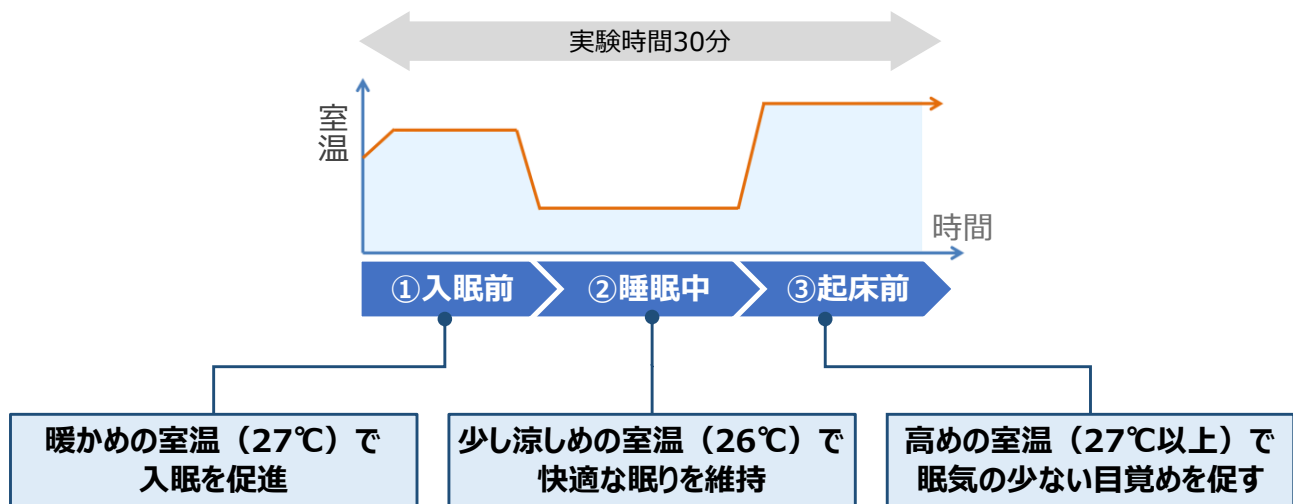 実験時間30分
室温
時間
①入眠前
②睡眠中
③起床前
暖かめの室温（27℃）で
入眠を促進
少し涼しめの室温（26℃）で
快適な眠りを維持
高めの室温（27℃以上）で
眠気の少ない目覚めを促す